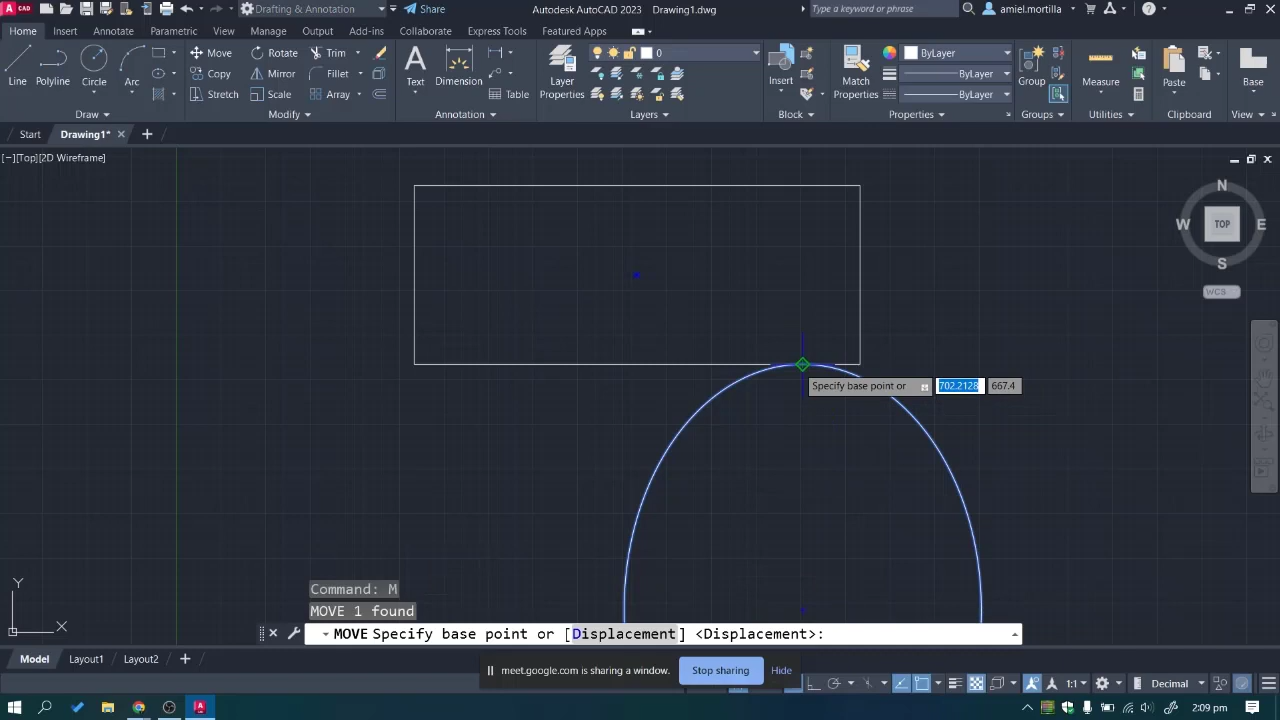 CAD
Drafting & Annotation
Share
Autodesk AutoCAD 2023 Drawing1.dwg
Type a keyword or phrase
amiel.mortilla
Home Insert Annotate Parametric View Manage Output Add-ins Collaborate Express Tools Featured Apps
Line Polyline Circle Arc
Move Rotate Trim
Copy Mirror Fillet
Stretch Scale Array
Text Dimension Table
Layer
Properties
0
Insert
Match
Properties
ByLayer
ByLayer
ByLayer
Group
Measure
Paste
Base
Draw Modify Annotation Layers Block Properties Groups Utilities Clipboard View
Start Drawing1*
[−][Top][2D Wireframe]
N
W TOP E
S
WCS
Specify base point or 702.2128 667.4
Y
X
Command: M
MOVE 1 found
MOVE Specify base point or [Displacement] <Displacement>:
Model Layout1 Layout2
meet.google.com is sharing a window. Stop sharing Hide
1:1 Decimal
2:09 pm